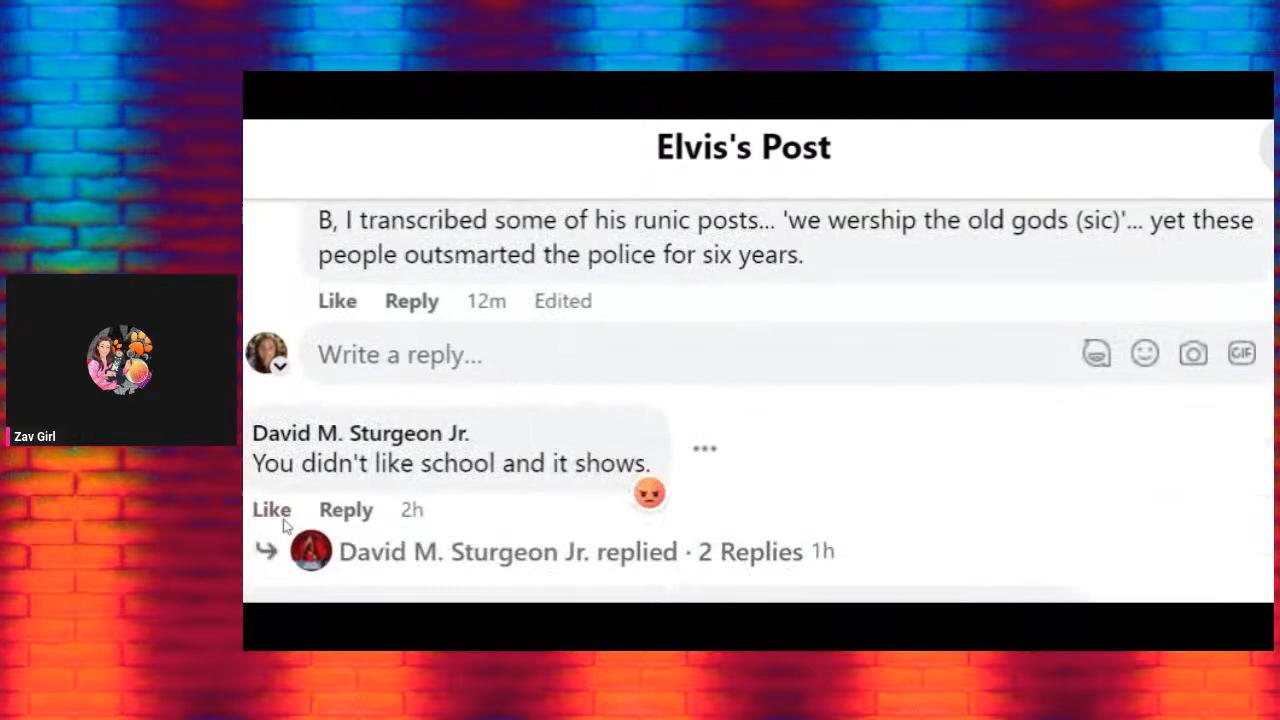 Elvis's Post
B, I transcribed some of his runic posts... 'we wership the old gods (sic)'... yet these
people outsmarted the police for six years.
Like Reply 12m Edited
Write a reply...
GIF
David M. Sturgeon Jr.
You didn't like school and it shows.
Like Reply 2h
David M. Sturgeon Jr. replied · 2 Replies 1h
Zav Girl